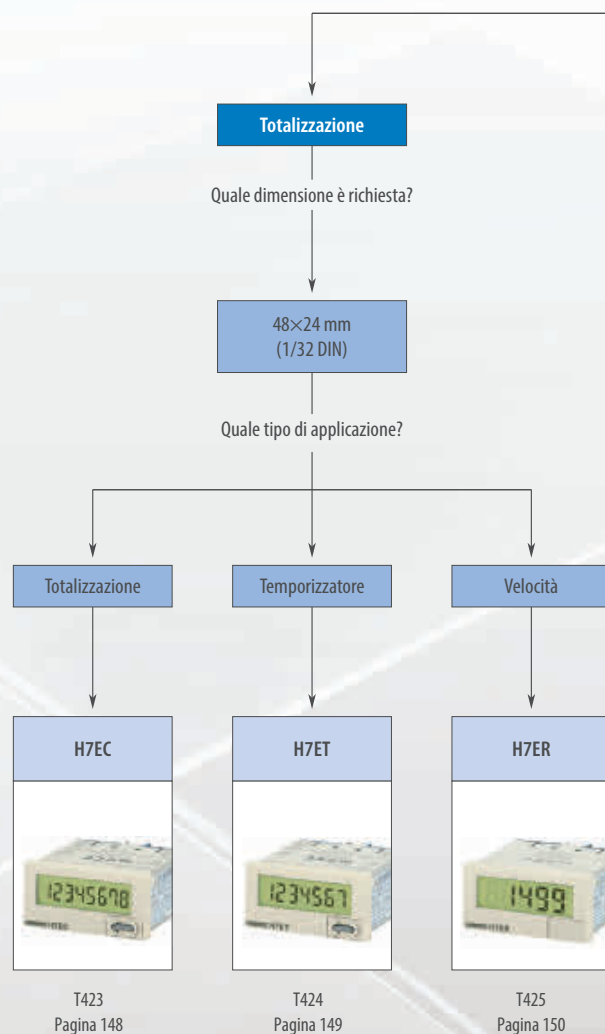 Totalizzazione
Quale dimensione è richiesta?
48×24 mm
(1/32 DIN)
Quale tipo di applicazione?
Totalizzazione
Temporizzatore
Velocità
H7EC
H7ET
H7ER
12345678
1234567
1499
T423
T424
T425
Pagina 148
Pagina 149
Pagina 150